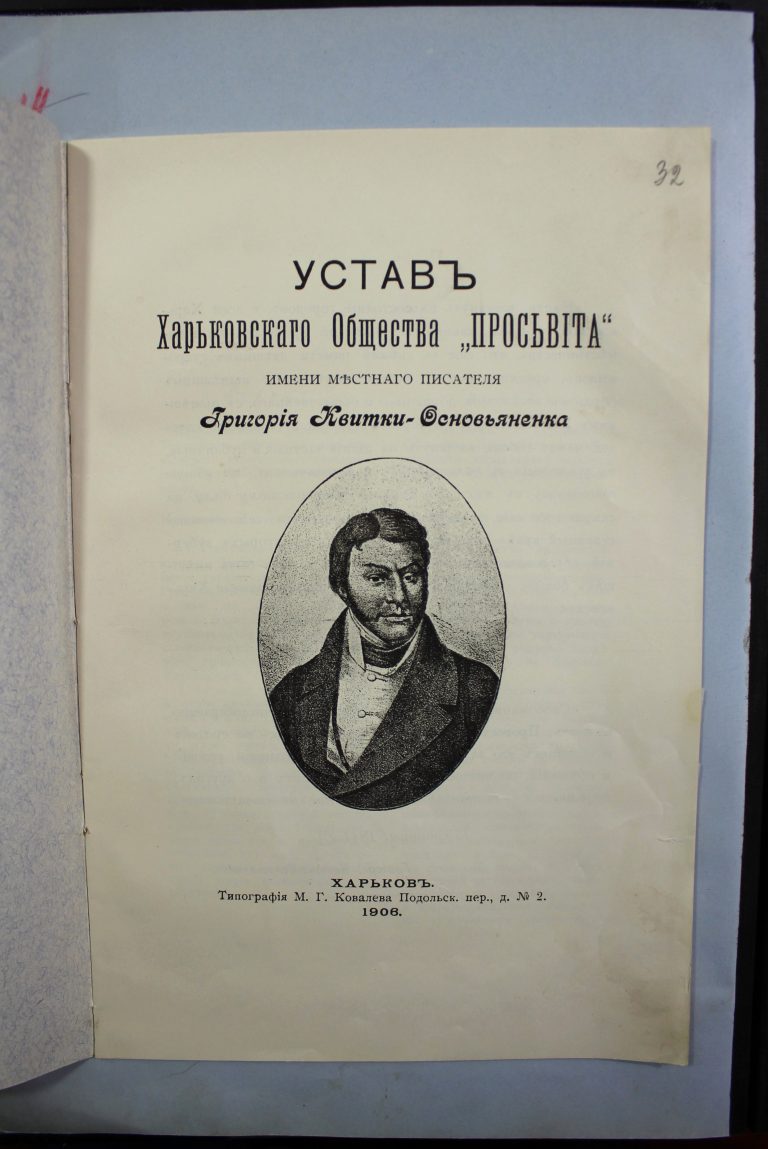 32
УСТАВЪ
Харьковскаго Общества „ПРОСЬВІТА“
ИМЕНИ МѢСТНАГО ПИСАТЕЛЯ
Григорія Квитки-Основьяненка
ХАРЬКОВЪ.
Типографія М. Г. Ковалева Подольск. пер., д. № 2.
1906.